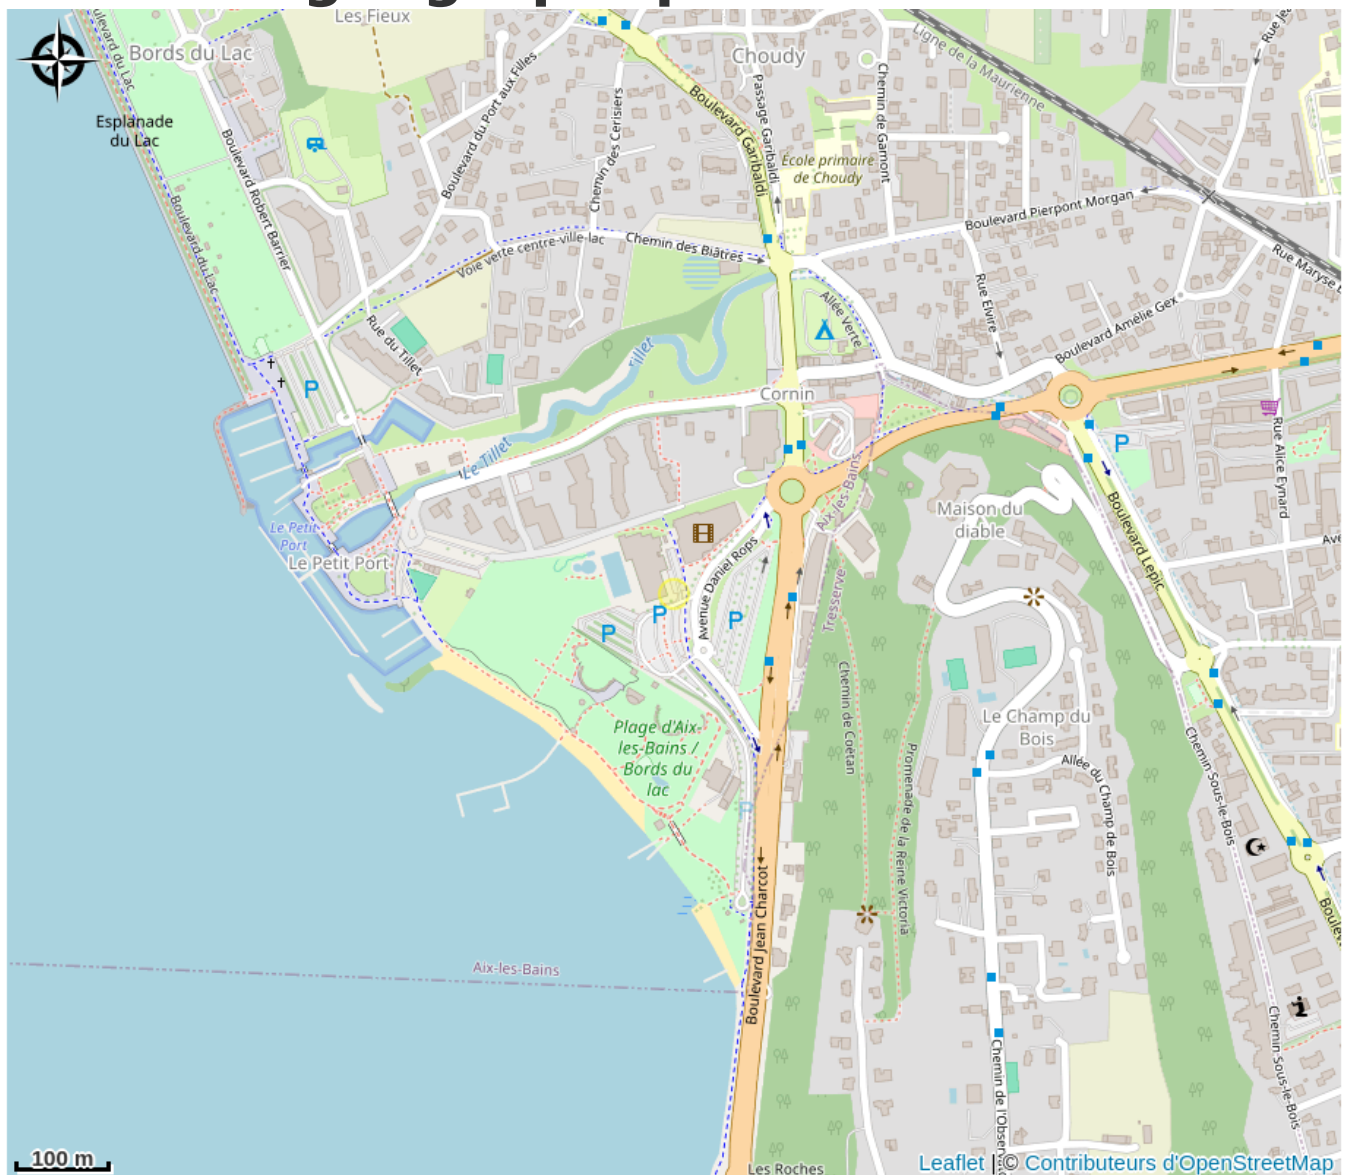 Les Fieux
Bords du Lac
Choudy
Ligne de la Maurienne
Boulevard du Lac
Esplanade
du Lac
Boulevard du Port aux Filles
Chemin des Cerisiers
Boulevard Garibaldi
Passage Garibaldi
Chemin de Garnont
École primaire
de Choudy
Boulevard Robert Barrier
Boulevard du Lac
Boulevard Pierpont Morgan
Voie verte centre-ville-lac
Chemin des Biâtres
Rue Maryse
Rue Elvire
Allée Verte
Boulevard Amélie Gex
Rue du Tillet
Tillet
P
Cornin
Le Tillet
P
Rue Alice Eynard
Aix-les-Bains
Tresserve
Maison du
diable
Boulevard Lepic
Le Petit
Port
Le Petit Port
Avenue Daniel Rops
P
P
P
Chemin de Coëtan
Promenade de la Reine Victoria
Plage d'Aix-
les-Bains /
Bords du
lac
Le Champ du
Bois
Allée du Champ de Bois
Chemin Sous-le-Bois
Boulevard Jean Charcot
Aix-les-Bains
Chemin-Sous-le-Bois
Chemin de l'Observ
Les Roches
100 m
Leaflet | © Contributeurs d'OpenStreetMap